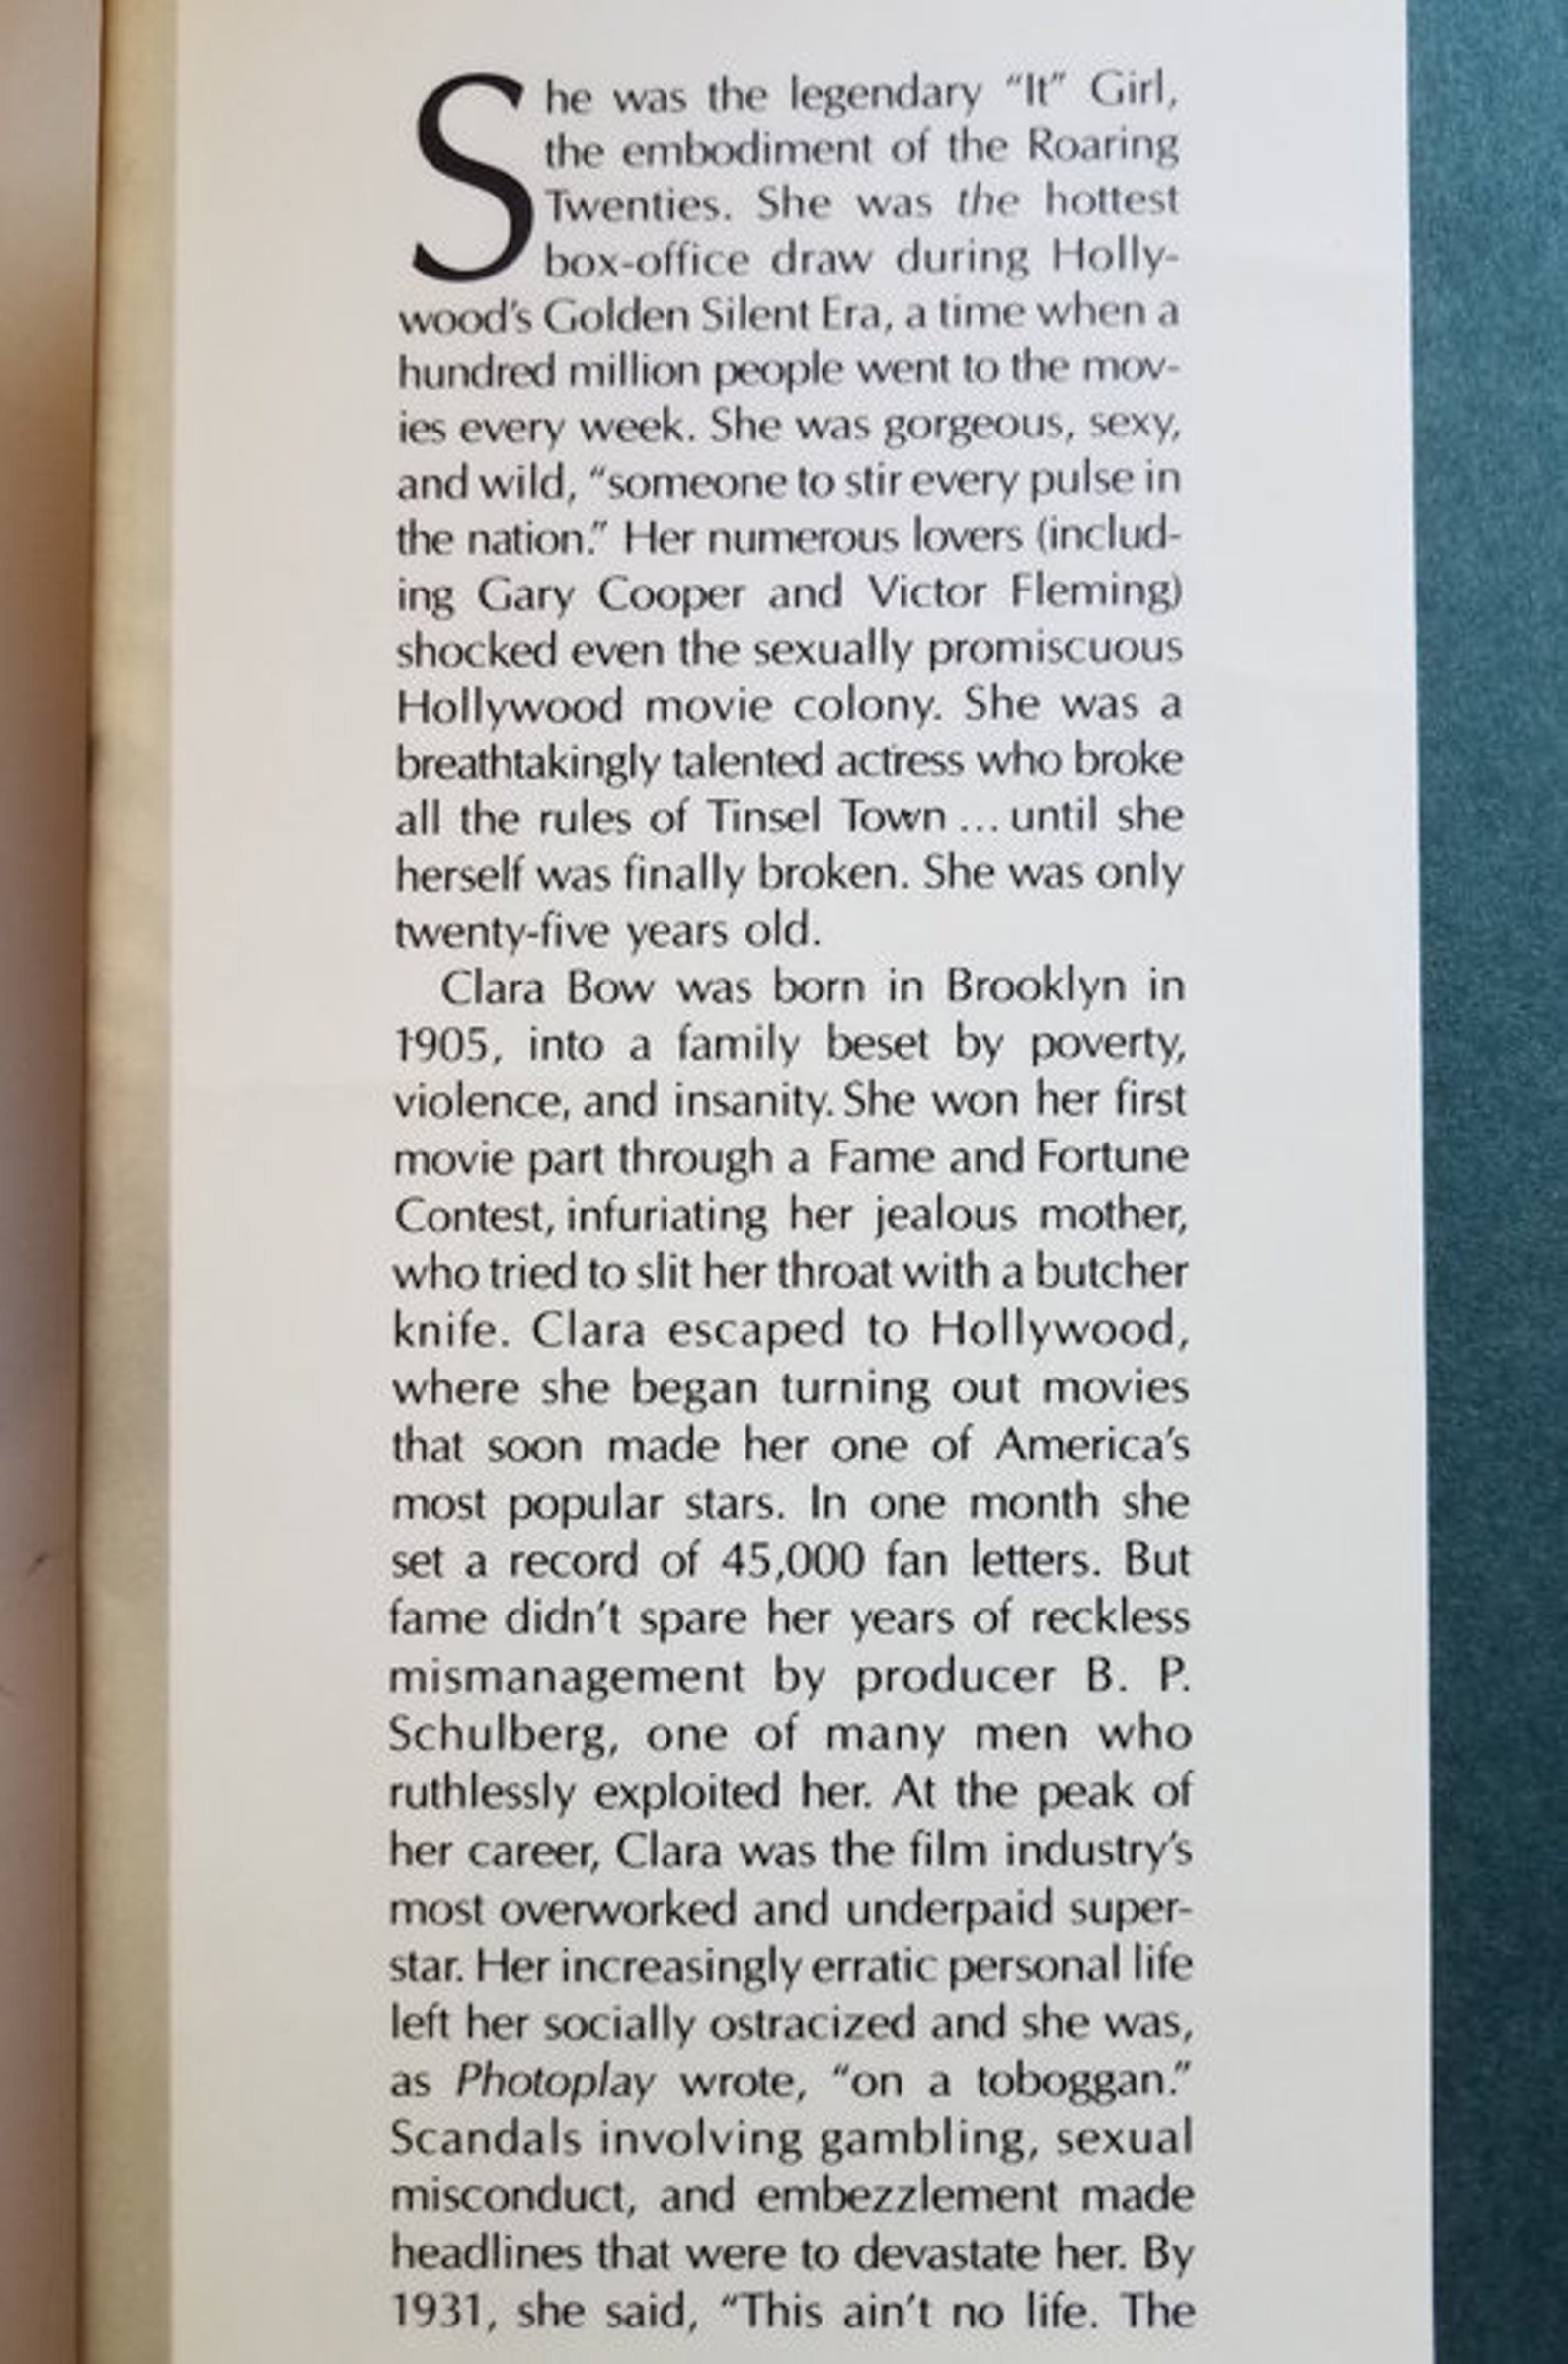 She was the legendary “It” Girl,
the embodiment of the Roaring
Twenties. She was the hottest
box-office draw during Holly-
wood’s Golden Silent Era, a time when a
hundred million people went to the mov-
ies every week. She was gorgeous, sexy,
and wild, “someone to stir every pulse in
the nation.” Her numerous lovers (includ-
ing Gary Cooper and Victor Fleming)
shocked even the sexually promiscuous
Hollywood movie colony. She was a
breathtakingly talented actress who broke
all the rules of Tinsel Town ... until she
herself was finally broken. She was only
twenty-five years old.
Clara Bow was born in Brooklyn in
1905, into a family beset by poverty,
violence, and insanity. She won her first
movie part through a Fame and Fortune
Contest, infuriating her jealous mother,
who tried to slit her throat with a butcher
knife. Clara escaped to Hollywood,
where she began turning out movies
that soon made her one of America’s
most popular stars. In one month she
set a record of 45,000 fan letters. But
fame didn’t spare her years of reckless
mismanagement by producer B. P.
Schulberg, one of many men who
ruthlessly exploited her. At the peak of
her career, Clara was the film industry’s
most overworked and underpaid super-
star. Her increasingly erratic personal life
left her socially ostracized and she was,
as Photoplay wrote, “on a toboggan.”
Scandals involving gambling, sexual
misconduct, and embezzlement made
headlines that were to devastate her. By
1931, she said, “This ain’t no life. The